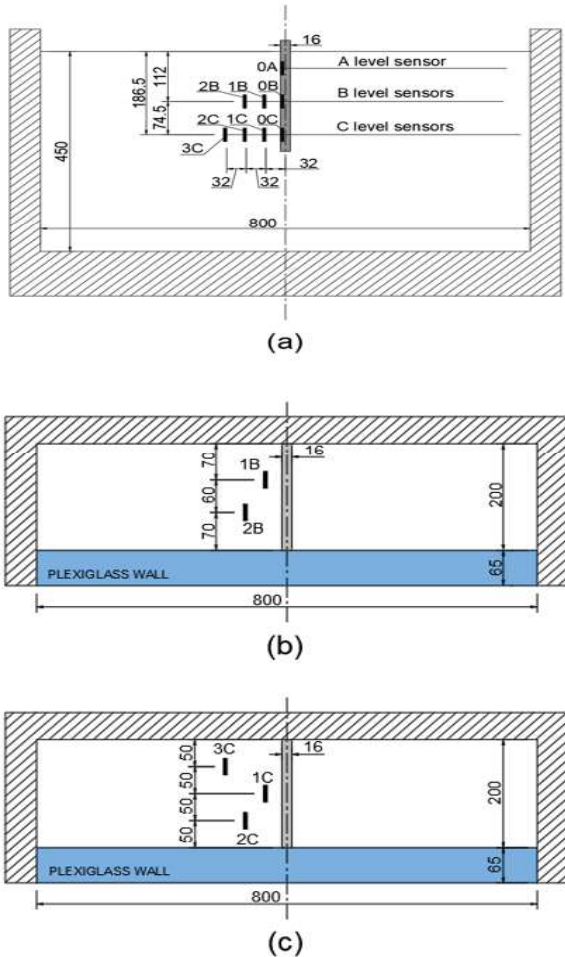 16
0A
A level sensor
2B 1B 0B
B level sensors
2C 1C 0C
C level sensors
3C
112
186.5
74.5
450
32
32 32
800
(a)
70
60
70
1B
16
2B
200
PLEXIGLASS WALL
65
800
(b)
50
50
50
50
3C
16
1C
2C
200
PLEXIGLASS WALL
65
800
(c)